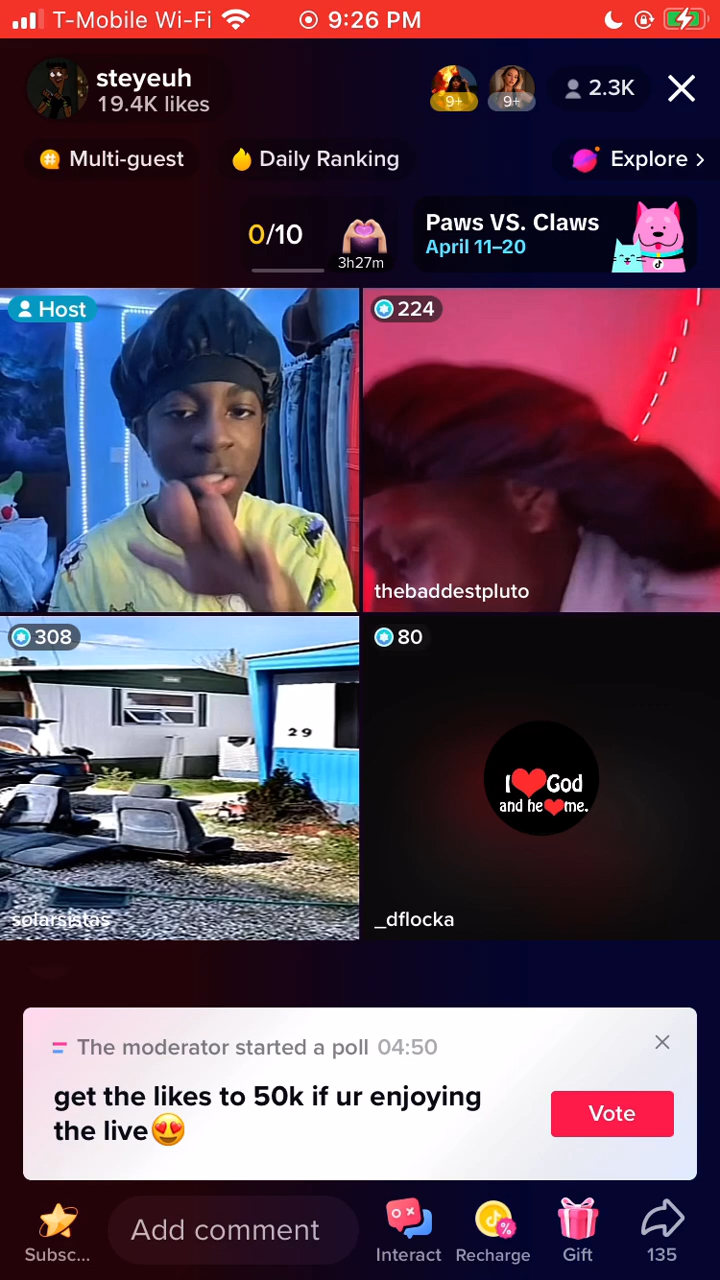 T-Mobile Wi-Fi
9:26 PM
steyeuh
19.4K likes
9+
9+
2.3K
Multi-guest
Daily Ranking
Explore >
0/10
3h27m
Paws VS. Claws
April 11–20
Host
224
thebaddestpluto
308
29
solarsistas
80
I❤God
and he❤me.
_dflocka
The moderator started a poll 04:50
get the likes to 50k if ur enjoying
the live😍
Vote
Add comment
Subsc...
Interact
Recharge
Gift
135